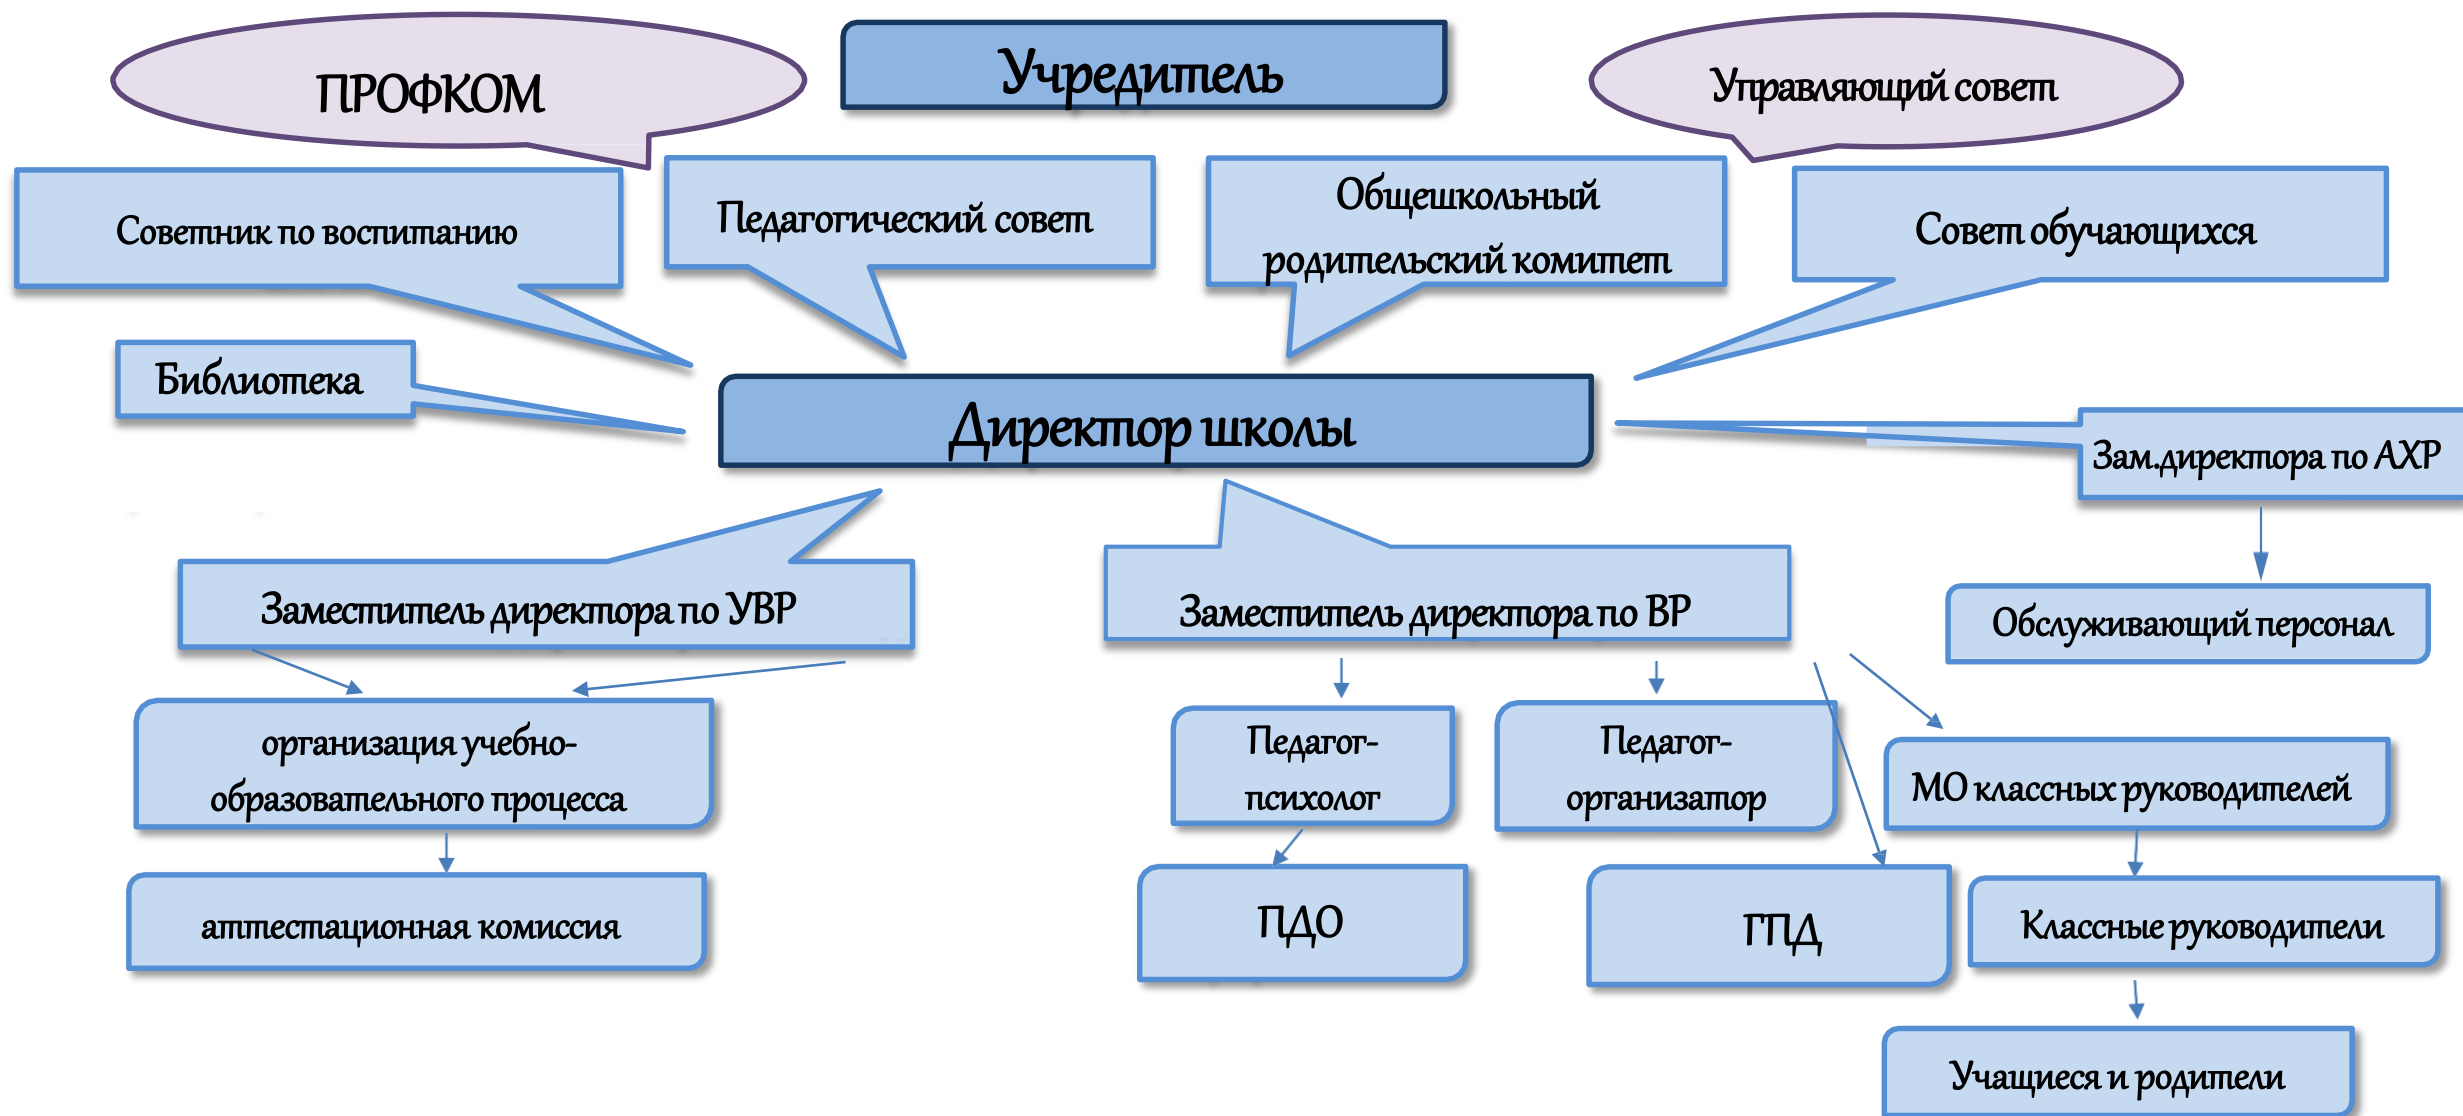 ПРОФКОМ
Учредитель
Управляющий совет
Советник по воспитанию
Педагогический совет
Общешкольный
родительский комитет
Совет обучающихся
Библиотека
Директор школы
Зам.директора по АХР
Заместитель директора по УВР
Заместитель директора по ВР
Обслуживающий персонал
организация учебно-
образовательного процесса
Педагог-
психолог
Педагог-
организатор
МО классных руководителей
аттестационная комиссия
ПДО
ГПД
Классные руководители
Учащиеся и родители